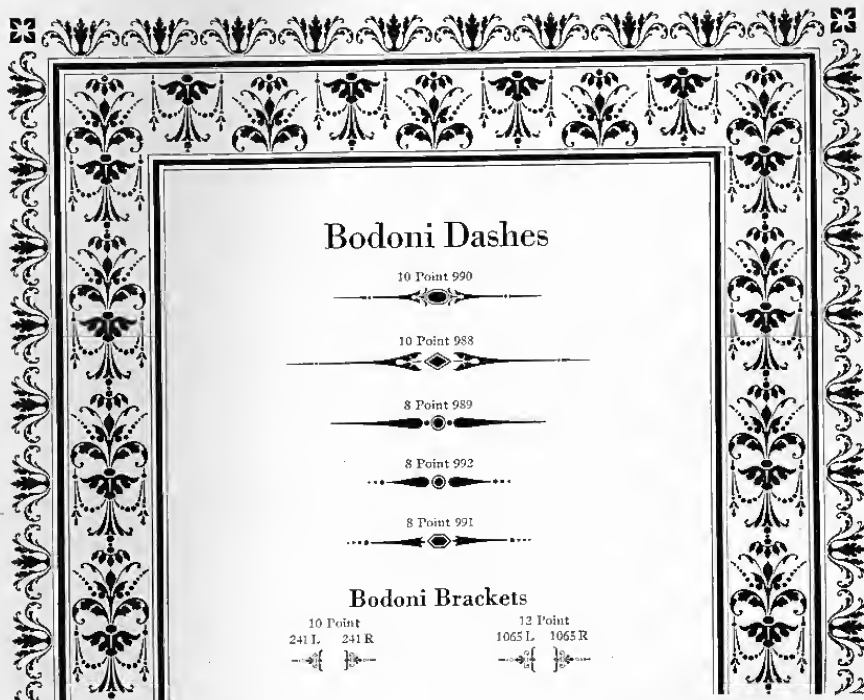 Bodoni Dashes
10 Point 990
10 Point 988
8 Point 989
8 Point 992
8 Point 991
Bodoni Brackets
10 Point 12 Point
241 L 241 R 1065 L 1065 R